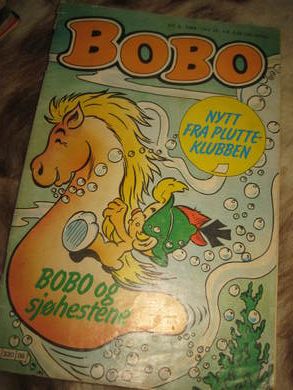 BOBO
NYTT
FRA PLUTTE-
KLUBBEN
BOBO og
sjøhestene